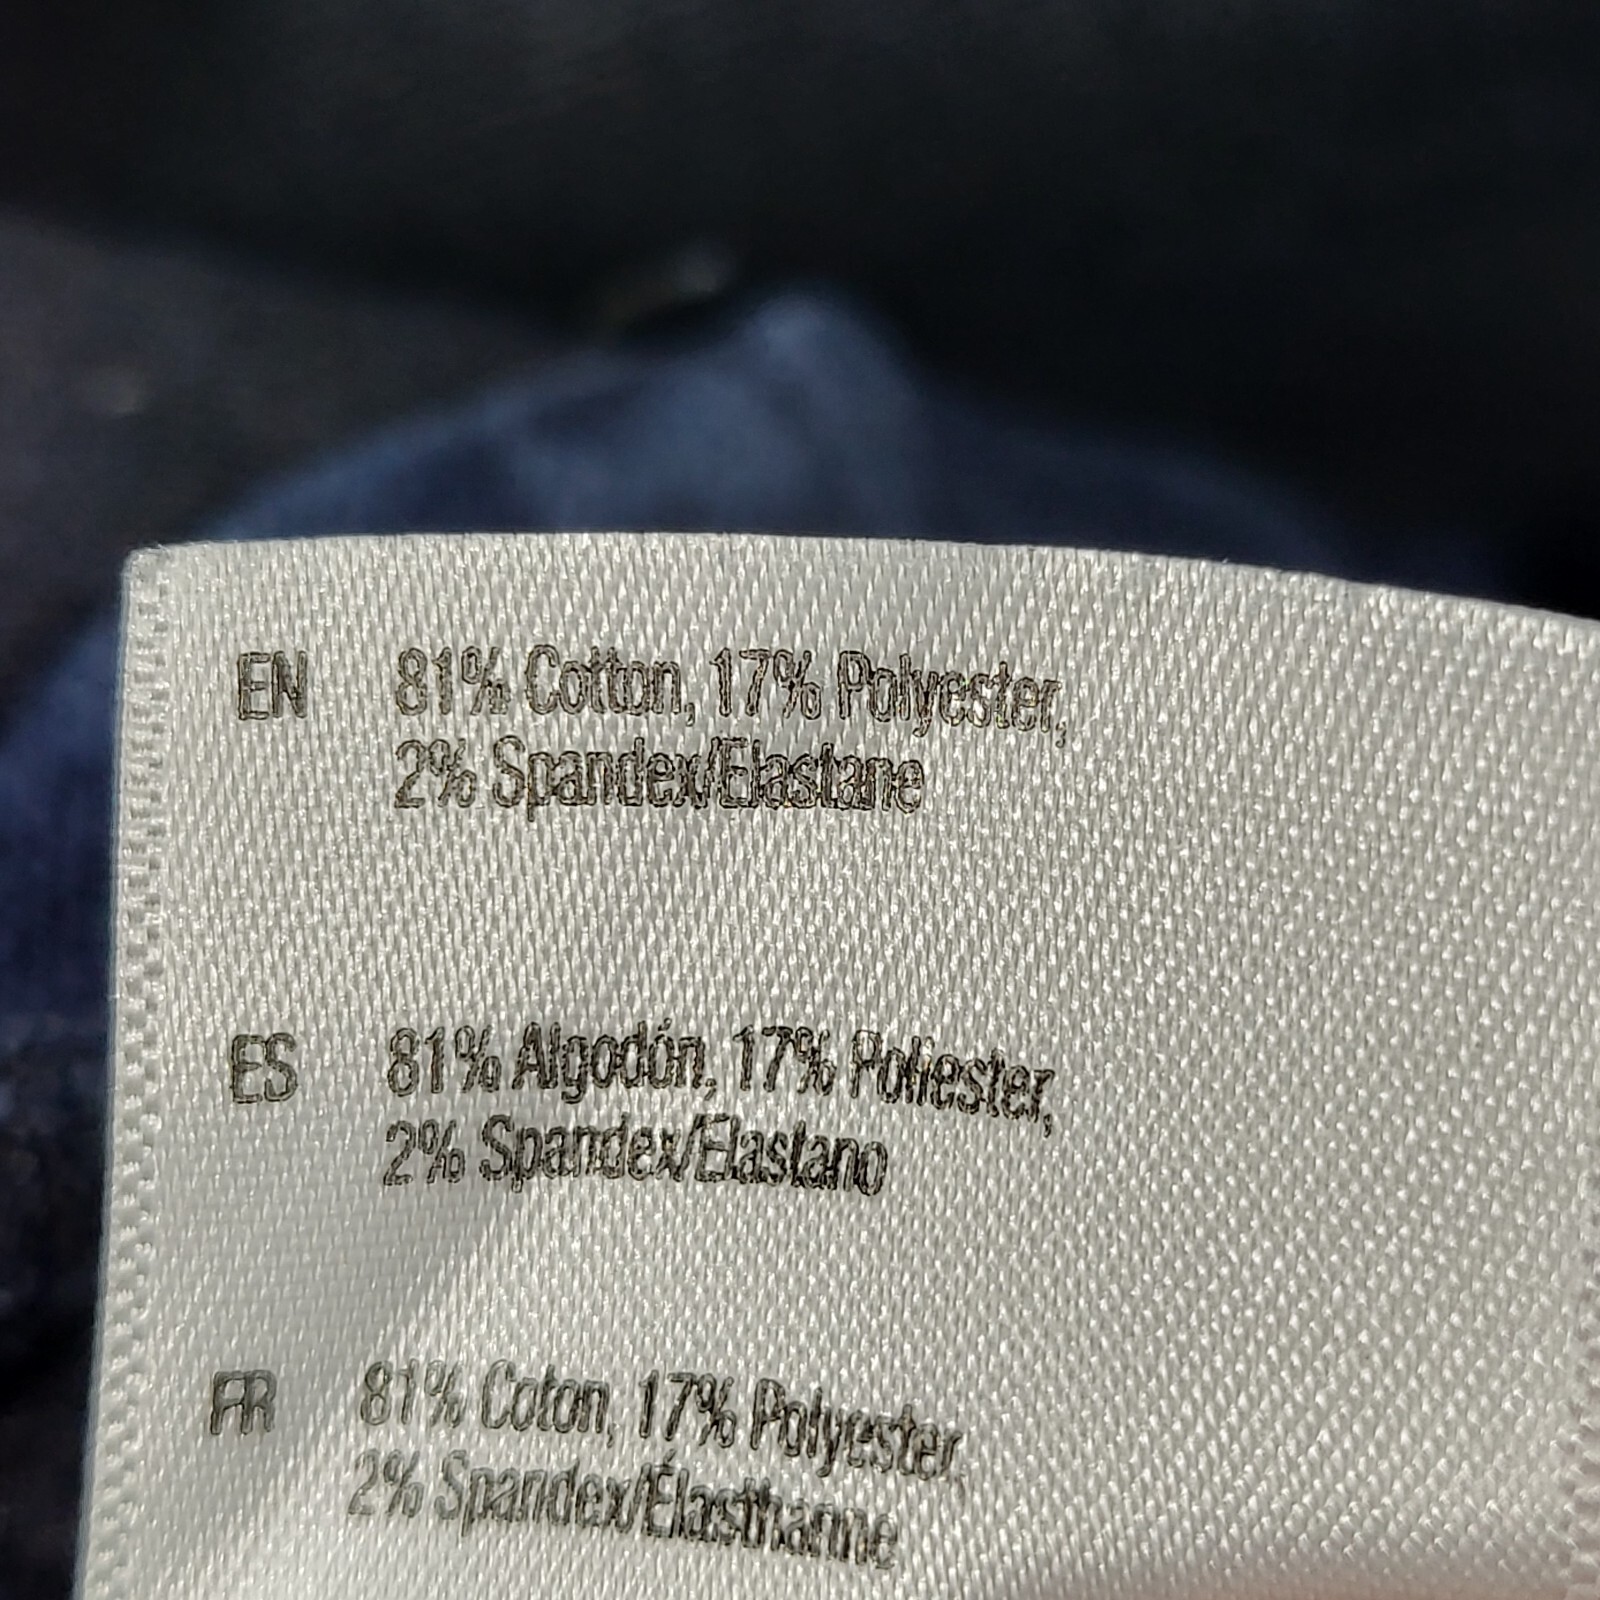 EN 81% Cotton, 17% Polyester,
2% Spandex/Elastane
ES 81% Algodón, 17% Poliester,
2% Spandex/Elastano
FR 81% Coton, 17% Polyester,
2% Spandex/Élasthanne